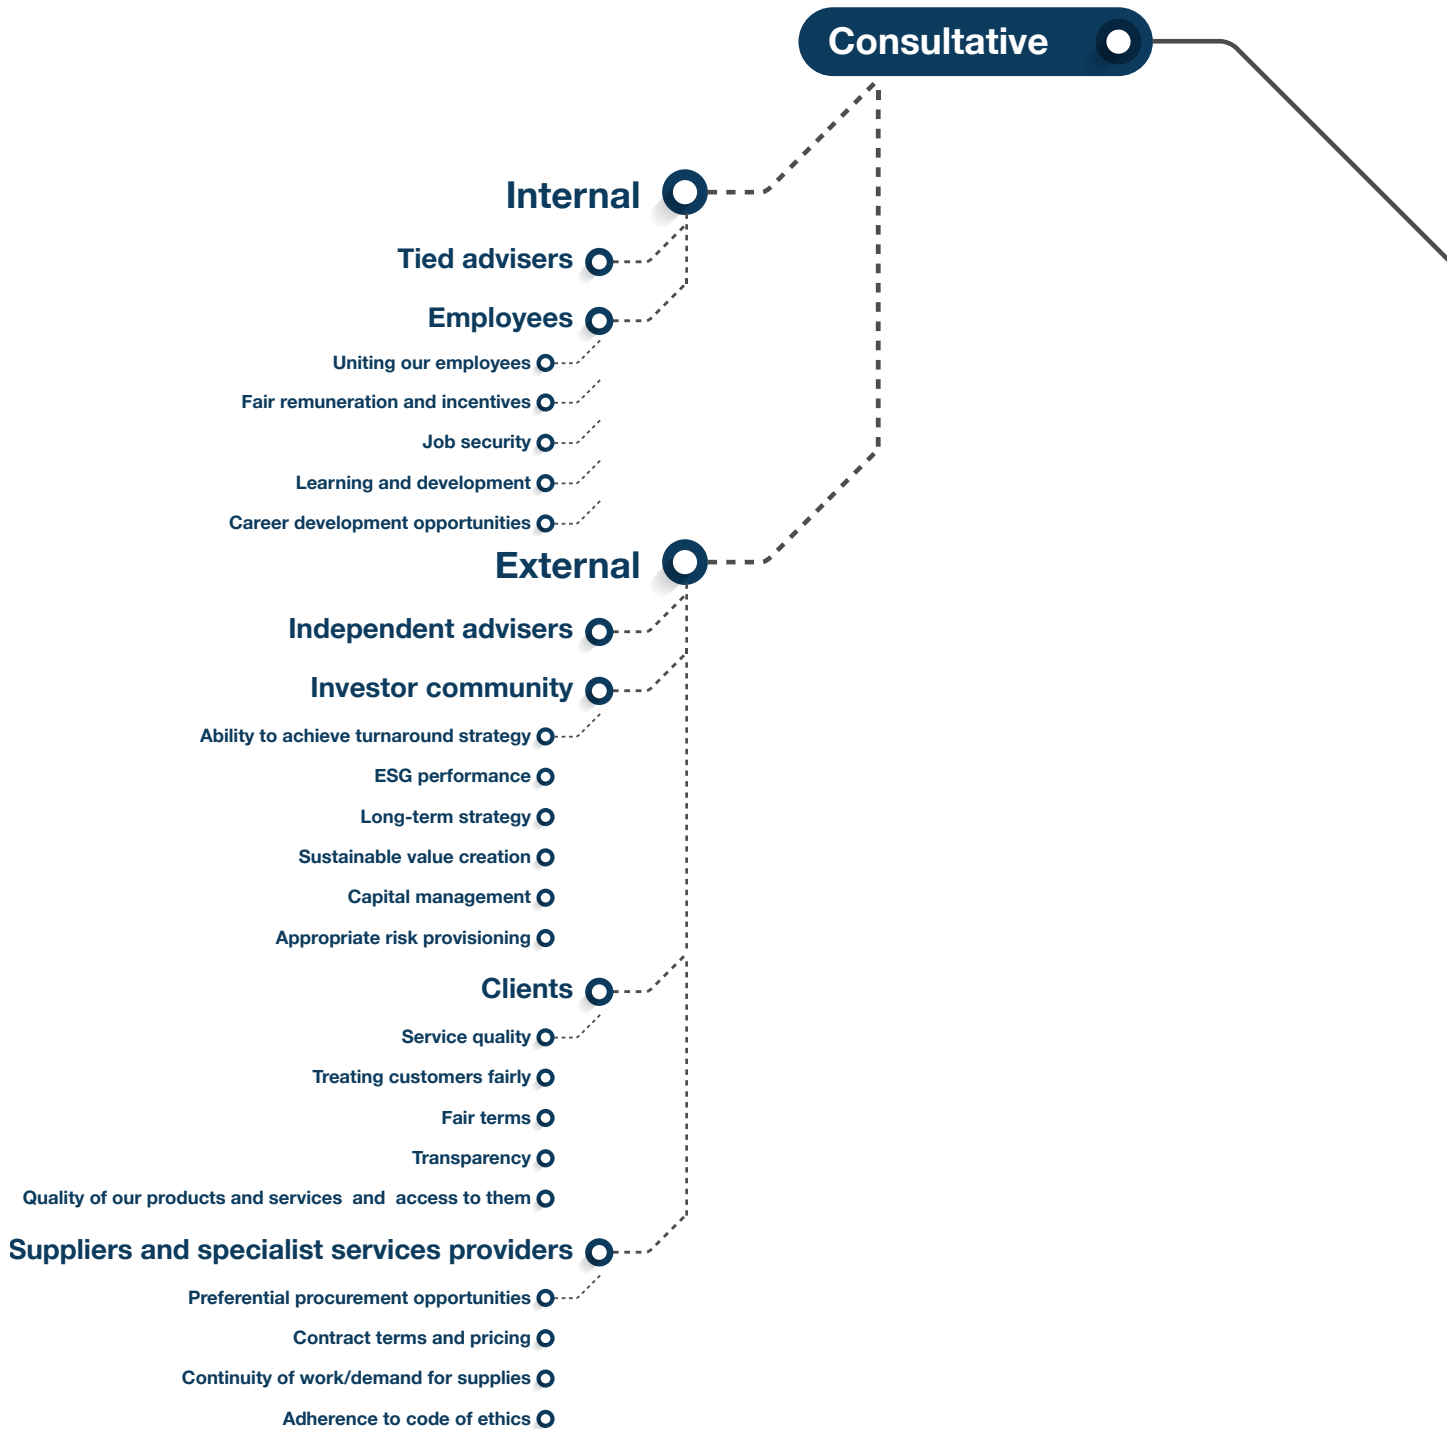 Consultative
Internal
Tied advisers
Employees
Uniting our employees
Fair remuneration and incentives
Job security
Learning and development
Career development opportunities
External
Independent advisers
Investor community
Ability to achieve turnaround strategy
ESG performance
Long-term strategy
Sustainable value creation
Capital management
Appropriate risk provisioning
Clients
Service quality
Treating customers fairly
Fair terms
Transparency
Quality of our products and services  and  access to them
Suppliers and specialist services providers
Preferential procurement opportunities
Contract terms and pricing
Continuity of work/demand for supplies
Adherence to code of ethics